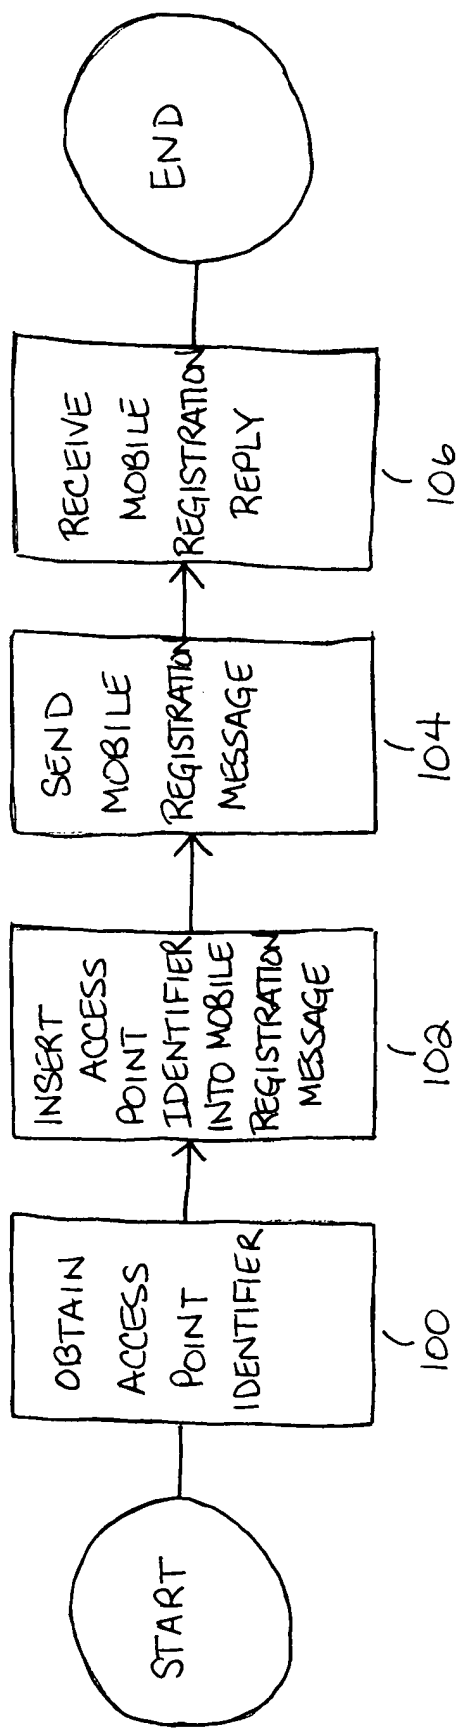 START
OBTAIN
ACCESS
POINT
IDENTIFIER
100
INSERT
ACCESS
POINT
IDENTIFIER
INTO MOBILE
REGISTRATION
MESSAGE
102
SEND
MOBILE
REGISTRATION
MESSAGE
104
RECEIVE
MOBILE
REGISTRATION
REPLY
106
END